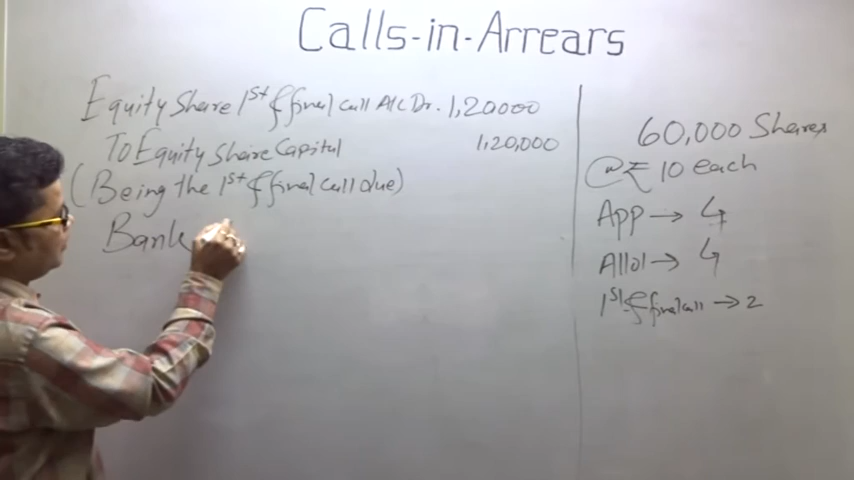 Calls-in-Arrears
Equity Share 1st & final call A/c Dr. 1,20000
To Equity Share Capital 1,20,000
(Being the 1st & final call due)
Bank
60,000 Shares
@ ₹ 10 each
App → 4
Allol → 4
1st & final call → 2